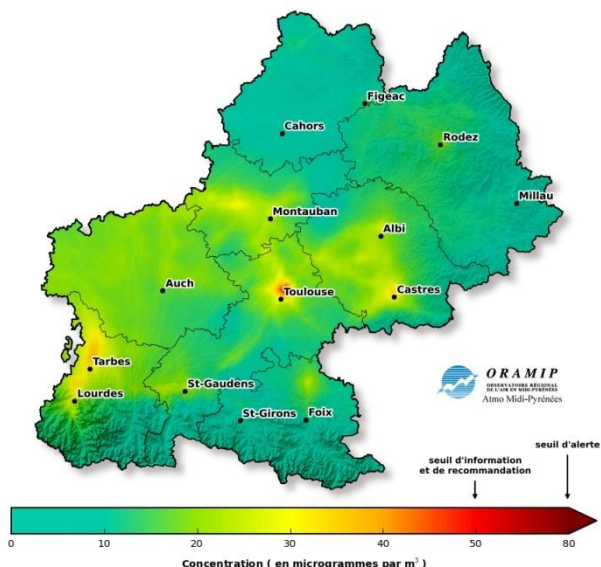 Figeac
Cahors
Rodez
Millau
Montauban
Albi
Auch
Toulouse
Castres
Tarbes
Lourdes
St-Gaudens
St-Girons
Foix
ORAMIP
OBSERVATOIRE RÉGIONAL
DE L'AIR EN MIDI-PYRÉNÉES
Atmo Midi-Pyrénées
seuil d'information
et de recommandation
seuil d'alerte
0 10 20 30 40 50 60 80
Concentration ( en microgrammes par m³ )